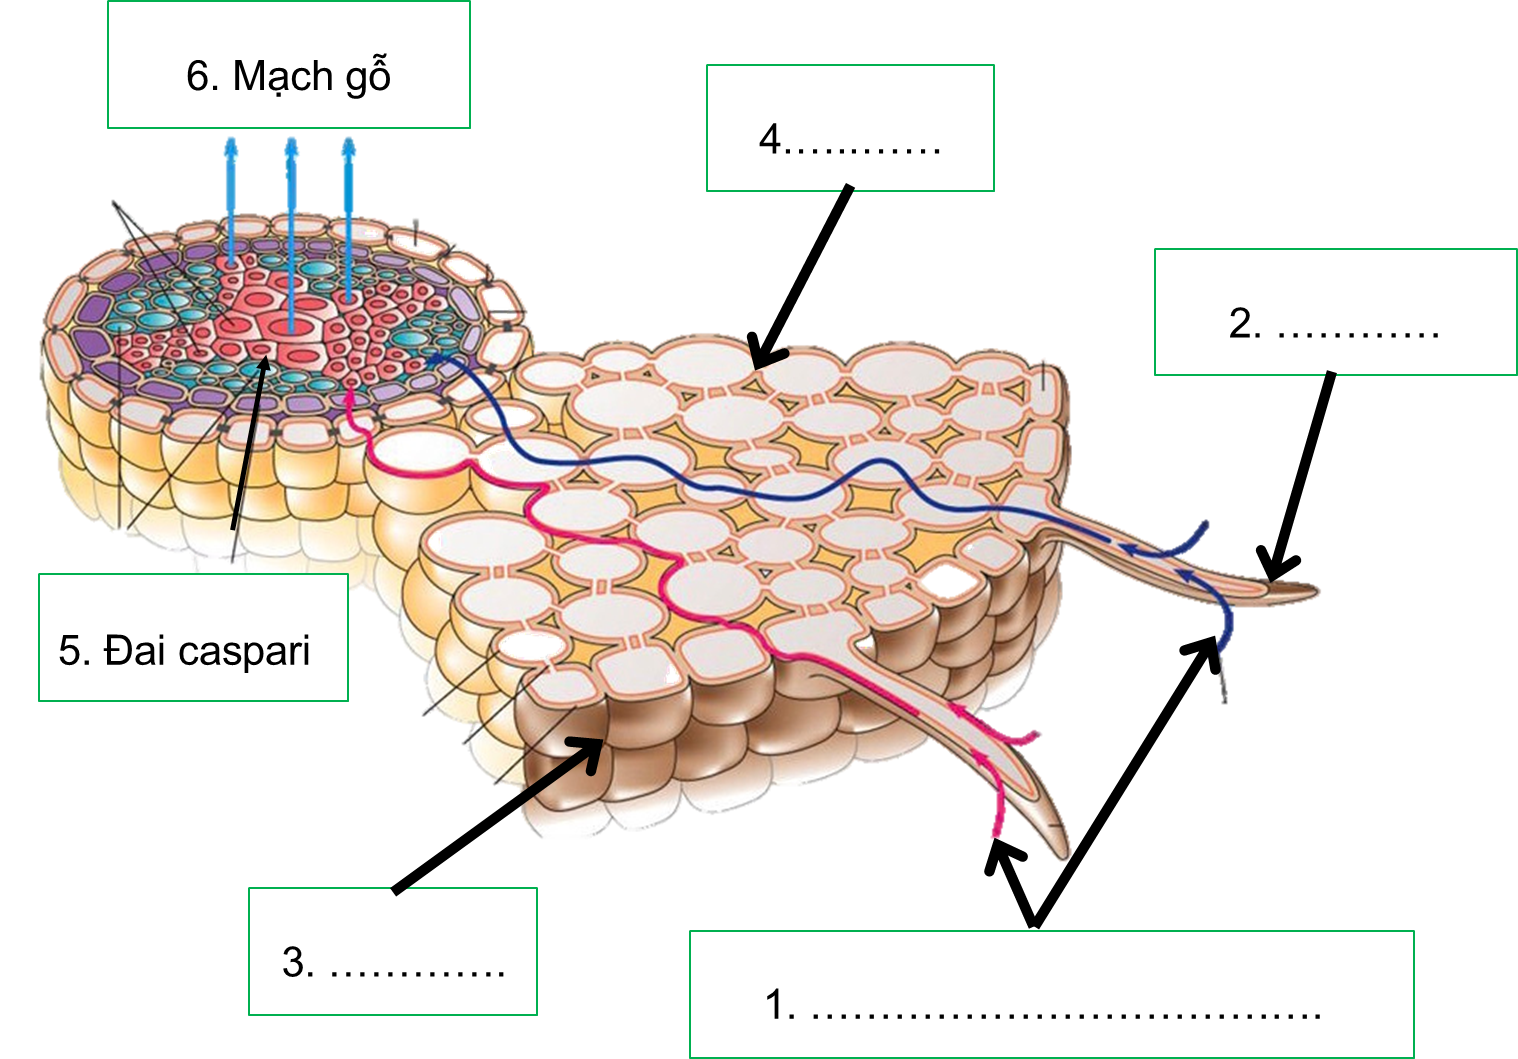 6. Mạch gỗ
4...............
2. …………
5. Đai caspari
3. ………….
1. ……………………………….